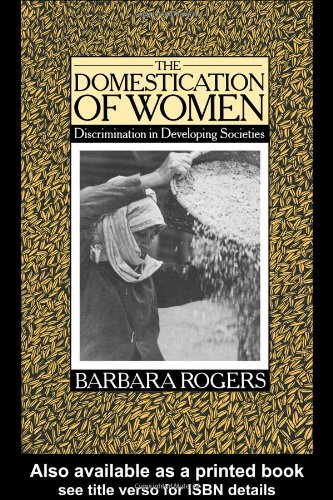 THE
DOMESTICATION
OF WOMEN
Discrimination in Developing Societies
BARBARA ROGERS
Also available as a printed book
see title verso for ISBN details